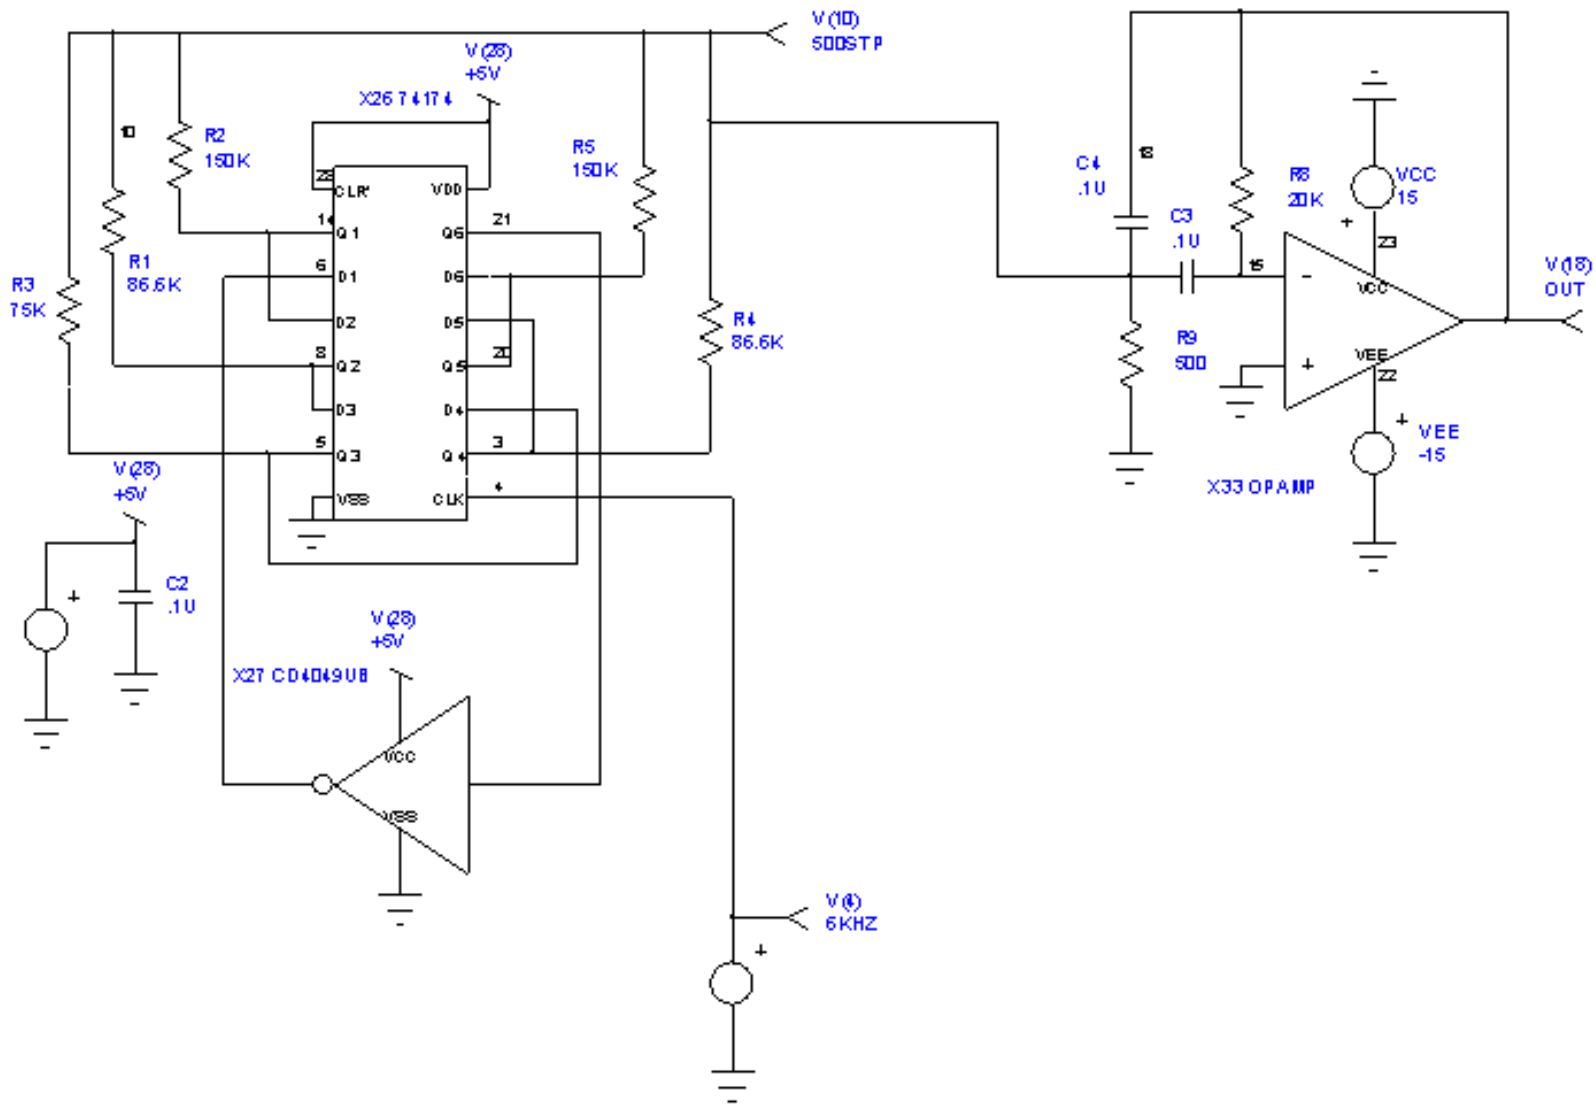 V(10)
500STP
V(28)
+5V
X26 74174
10
R2
150K
R5
150K
28
CLR'
VDD
14
21
Q1
Q6
6
D1
D6
R1
86.6K
R3
75K
D2
D5
R4
86.6K
8
20
Q2
Q5
D3
D4
5
3
Q3
Q4
4
VSS
CLK
V(28)
+5V
+
C2
.1U
V(28)
+5V
X27 CD4049UB
VCC
VSS
V(4)
6KHZ
+
18
C4
.1U
C3
.1U
R8
20K
VCC
15
+
23
15
-
VCC
V(18)
OUT
R9
500
VEE
+
22
+
VEE
-15
X33 OPAMP